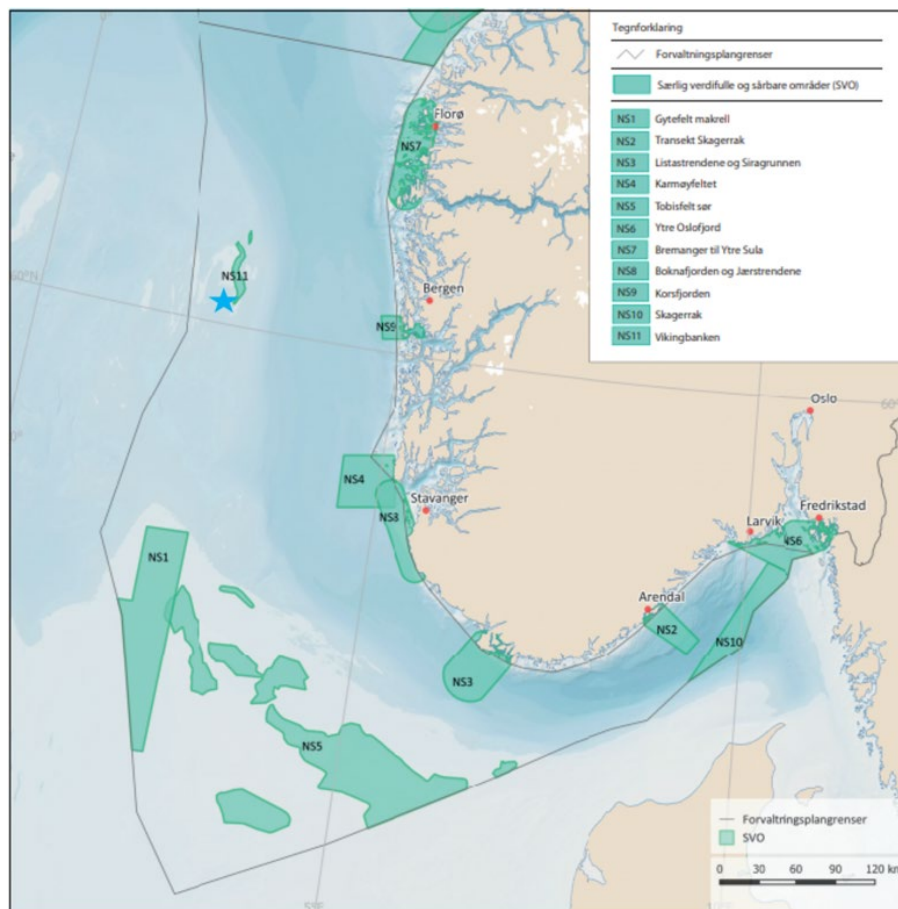 Tegnforklaring
Forvaltningsplangrenser
Særlig verdifulle og sårbare områder (SVO)
NS1 Gytefelt makrell
NS2 Transekt Skagerrak
NS3 Listastrendene og Siragrunnen
NS4 Karmøyfeltet
NS5 Tobisfelt sør
NS6 Ytre Oslofjord
NS7 Bremanger til Ytre Sula
NS8 Boknafjorden og Jærstrendene
NS9 Korsfjorden
NS10 Skagerrak
NS11 Vikingbanken
Florø
NS7
60°N
NS11
Bergen
NS9
Oslo
60°
NS4
Stavanger
NS8
Fredrikstad
Larvik
NS6
NS1
Arendal
NS2
NS10
NS3
NS5
Forvaltringsplangrenser
SVO
0 30 60 90 120 km
5°E